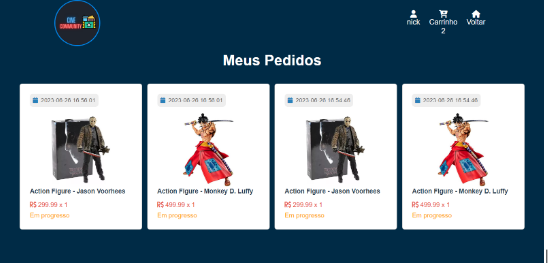 CINE
COMMUNITY
nick
Carrinho
2
Voltar
Meus Pedidos
2023-06-26 16:56:01
Action Figure - Jason Voorhees
R$ 299.99 x 1
Em progresso
2023-06-26 16:56:01
Action Figure - Monkey D. Luffy
R$ 499.99 x 1
Em progresso
2023-06-26 16:54:46
Action Figure - Jason Voorhees
R$ 299.99 x 1
Em progresso
2023-06-26 16:54:46
Action Figure - Monkey D. Luffy
R$ 499.99 x 1
Em progresso